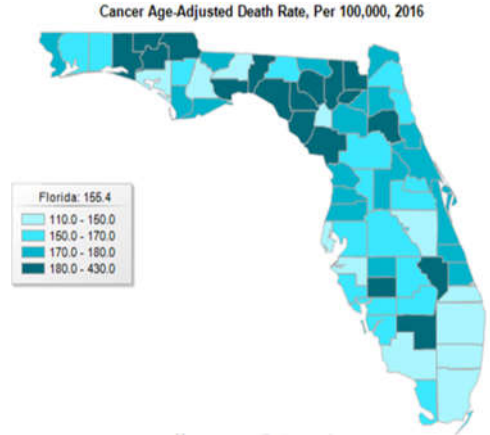 Cancer Age-Adjusted Death Rate, Per 100,000, 2016
Florida: 155.4
110.0 - 150.0
150.0 - 170.0
170.0 - 180.0
180.0 - 430.0